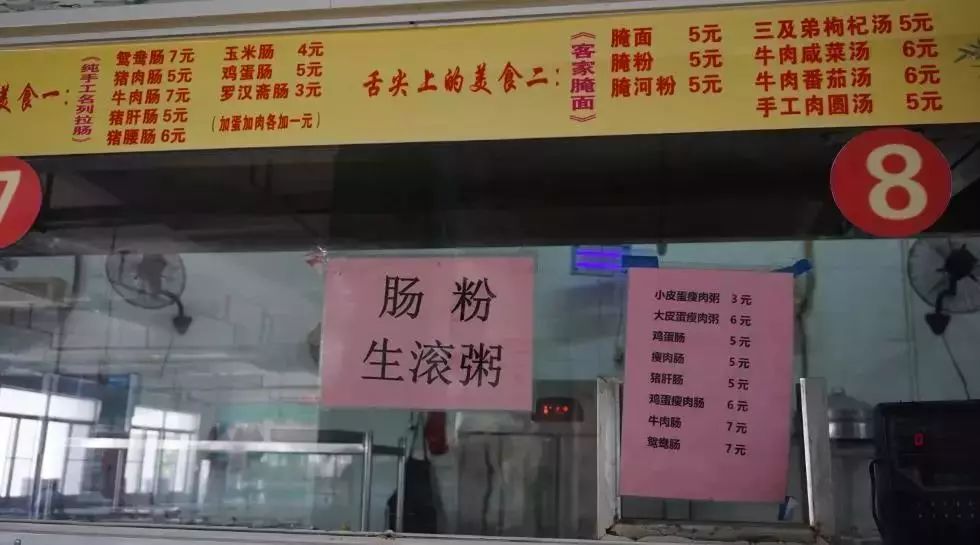 美食一：
《纯手工名列拉肠》
鸳鸯肠 7元
猪肉肠 5元
牛肉肠 7元
猪肝肠 5元
猪腰肠 6元
玉米肠 4元
鸡蛋肠 5元
罗汉斋肠 3元
（加蛋加肉各加一元）
舌尖上的美食二：
《客家腌面》
腌面 5元
腌粉 5元
腌河粉 5元
三及弟枸杞汤 5元
牛肉咸菜汤 6元
牛肉番茄汤 6元
手工肉圆汤 5元
7
8
肠 粉
生滚粥
小皮蛋瘦肉粥 3元
大皮蛋瘦肉粥 6元
鸡蛋肠 5元
瘦肉肠 5元
猪肝肠 5元
鸡蛋瘦肉肠 6元
牛肉肠 7元
鸳鸯肠 7元
0